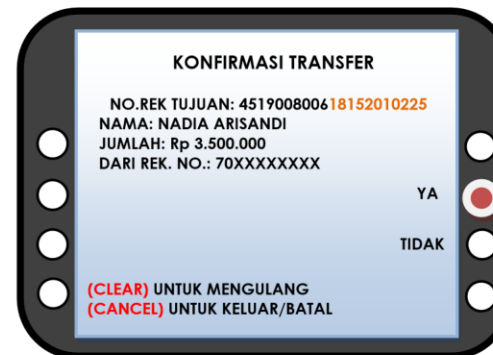 KONFIRMASI TRANSFER
NO.REK TUJUAN: 451900800618152010225
NAMA: NADIA ARISANDI
JUMLAH: Rp 3.500.000
DARI REK. NO.: 70XXXXXXXX
YA
TIDAK
(CLEAR) UNTUK MENGULANG
(CANCEL) UNTUK KELUAR/BATAL